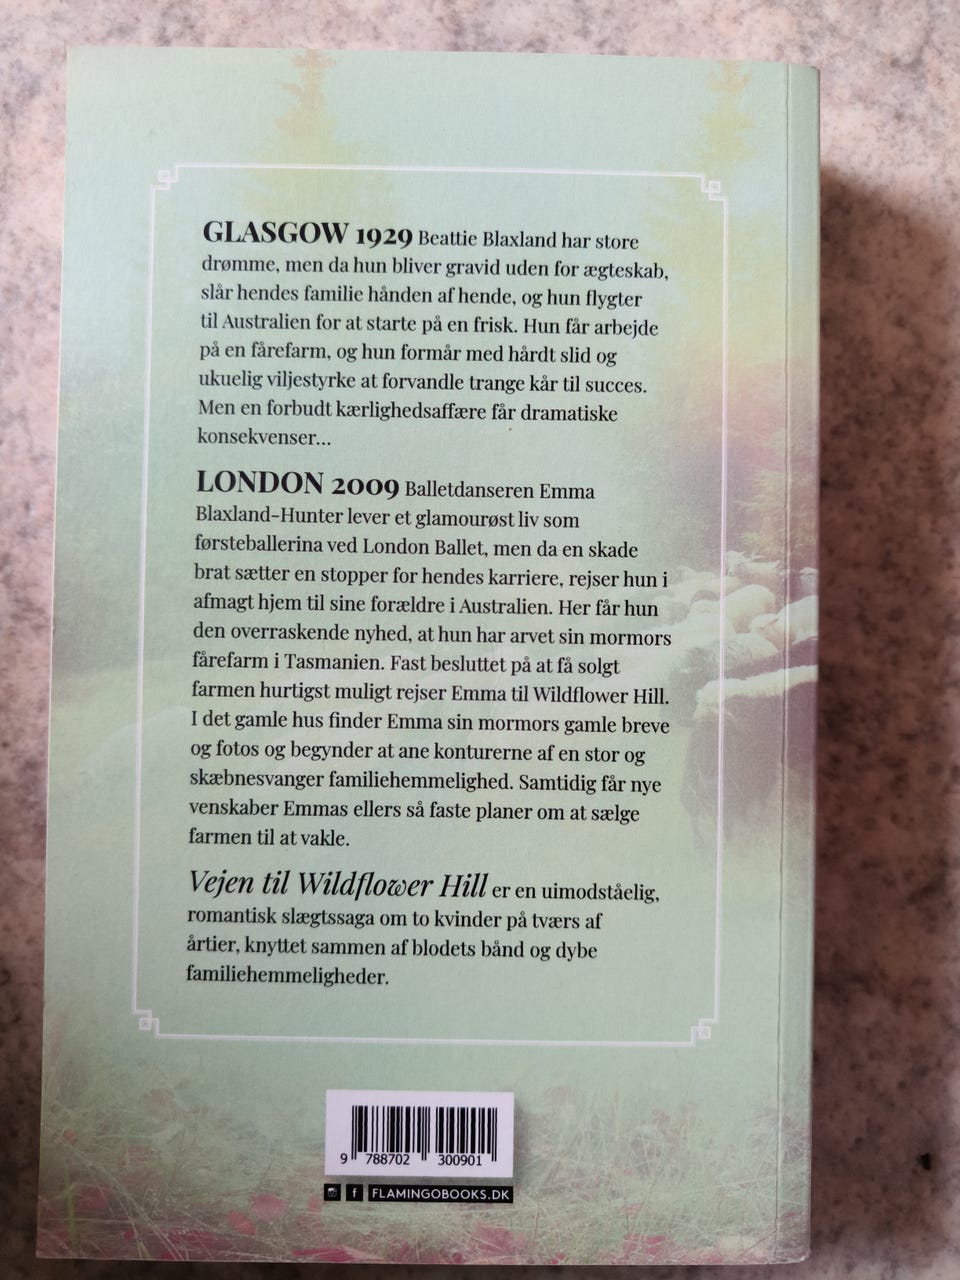 GLASGOW 1929 Beattie Blaxland har store
drømme, men da hun bliver gravid uden for ægteskab,
slår hendes familie hånden af hende, og hun flygter
til Australien for at starte på en frisk. Hun får arbejde
på en fårefarm, og hun formår med hårdt slid og
ukuelig viljestyrke at forvandle trange kår til succes.
Men en forbudt kærlighedsaffære får dramatiske
konsekvenser...
LONDON 2009 Balletdanseren Emma
Blaxland-Hunter lever et glamourøst liv som
førsteballerina ved London Ballet, men da en skade
brat sætter en stopper for hendes karriere, rejser hun i
afmagt hjem til sine forældre i Australien. Her får hun
den overraskende nyhed, at hun har arvet sin mormors
fårefarm i Tasmanien. Fast besluttet på at få solgt
farmen hurtigst muligt rejser Emma til Wildflower Hill.
I det gamle hus finder Emma sin mormors gamle breve
og fotos og begynder at ane konturerne af en stor og
skæbnesvanger familiehemmelighed. Samtidig får nye
venskaber Emmas ellers så faste planer om at sælge
farmen til at vakle.
Vejen til Wildflower Hill er en uimodståelig,
romantisk slægtssaga om to kvinder på tværs af
årtier, knyttet sammen af blodets bånd og dybe
familiehemmeligheder.
9 788702 300901
f FLAMINGOBOOKS.DK